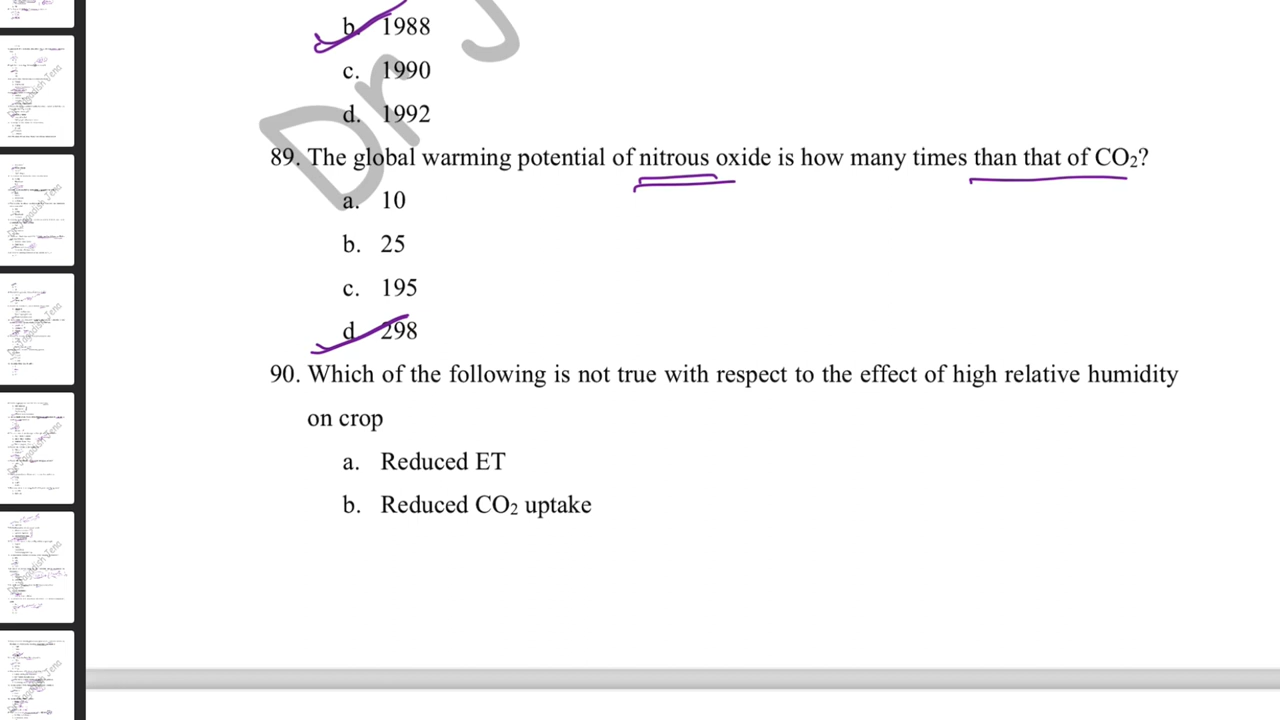 b. 1988
c. 1990
d. 1992
89. The global warming potential of nitrous oxide is how many times than that of CO₂?
a. 10
b. 25
c. 195
d 298
90. Which of the following is not true with respect to the effect of high relative humidity
on crop
a. Reduced ET
b. Reduced CO₂ uptake
Dr J